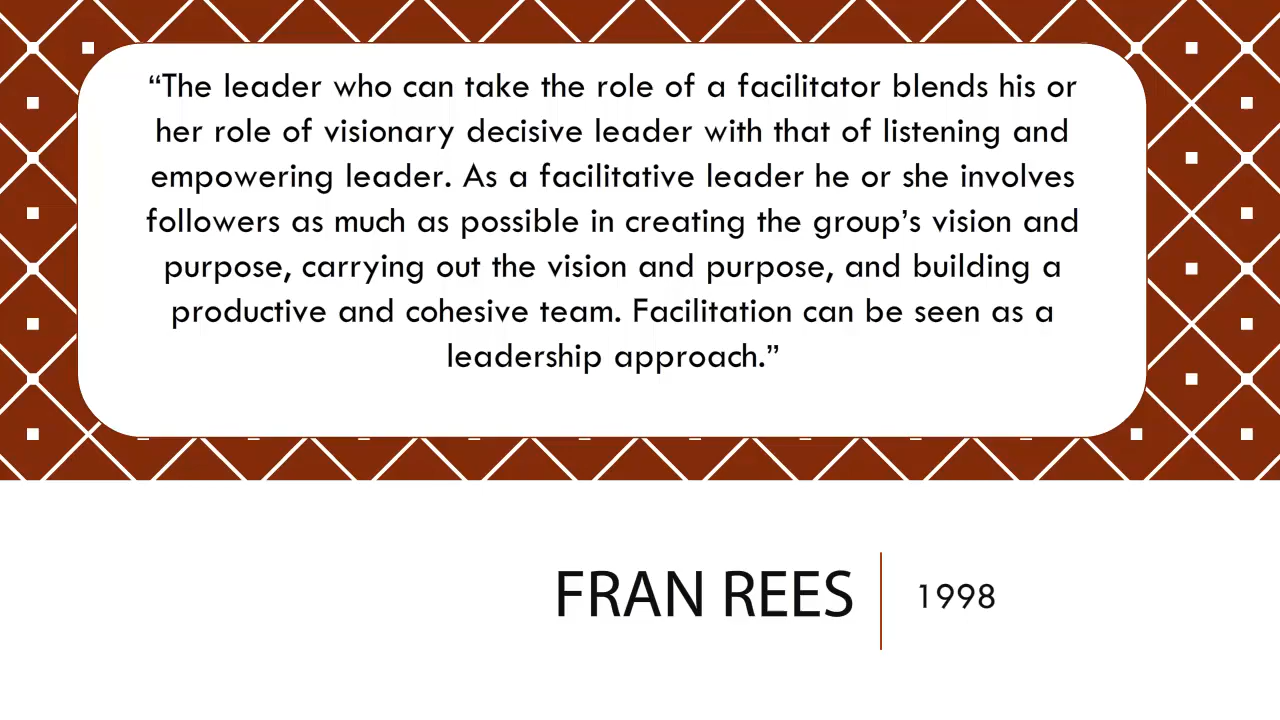 “The leader who can take the role of a facilitator blends his or
her role of visionary decisive leader with that of listening and
empowering leader. As a facilitative leader he or she involves
followers as much as possible in creating the group’s vision and
purpose, carrying out the vision and purpose, and building a
productive and cohesive team. Facilitation can be seen as a
leadership approach.”
FRAN REES
1998